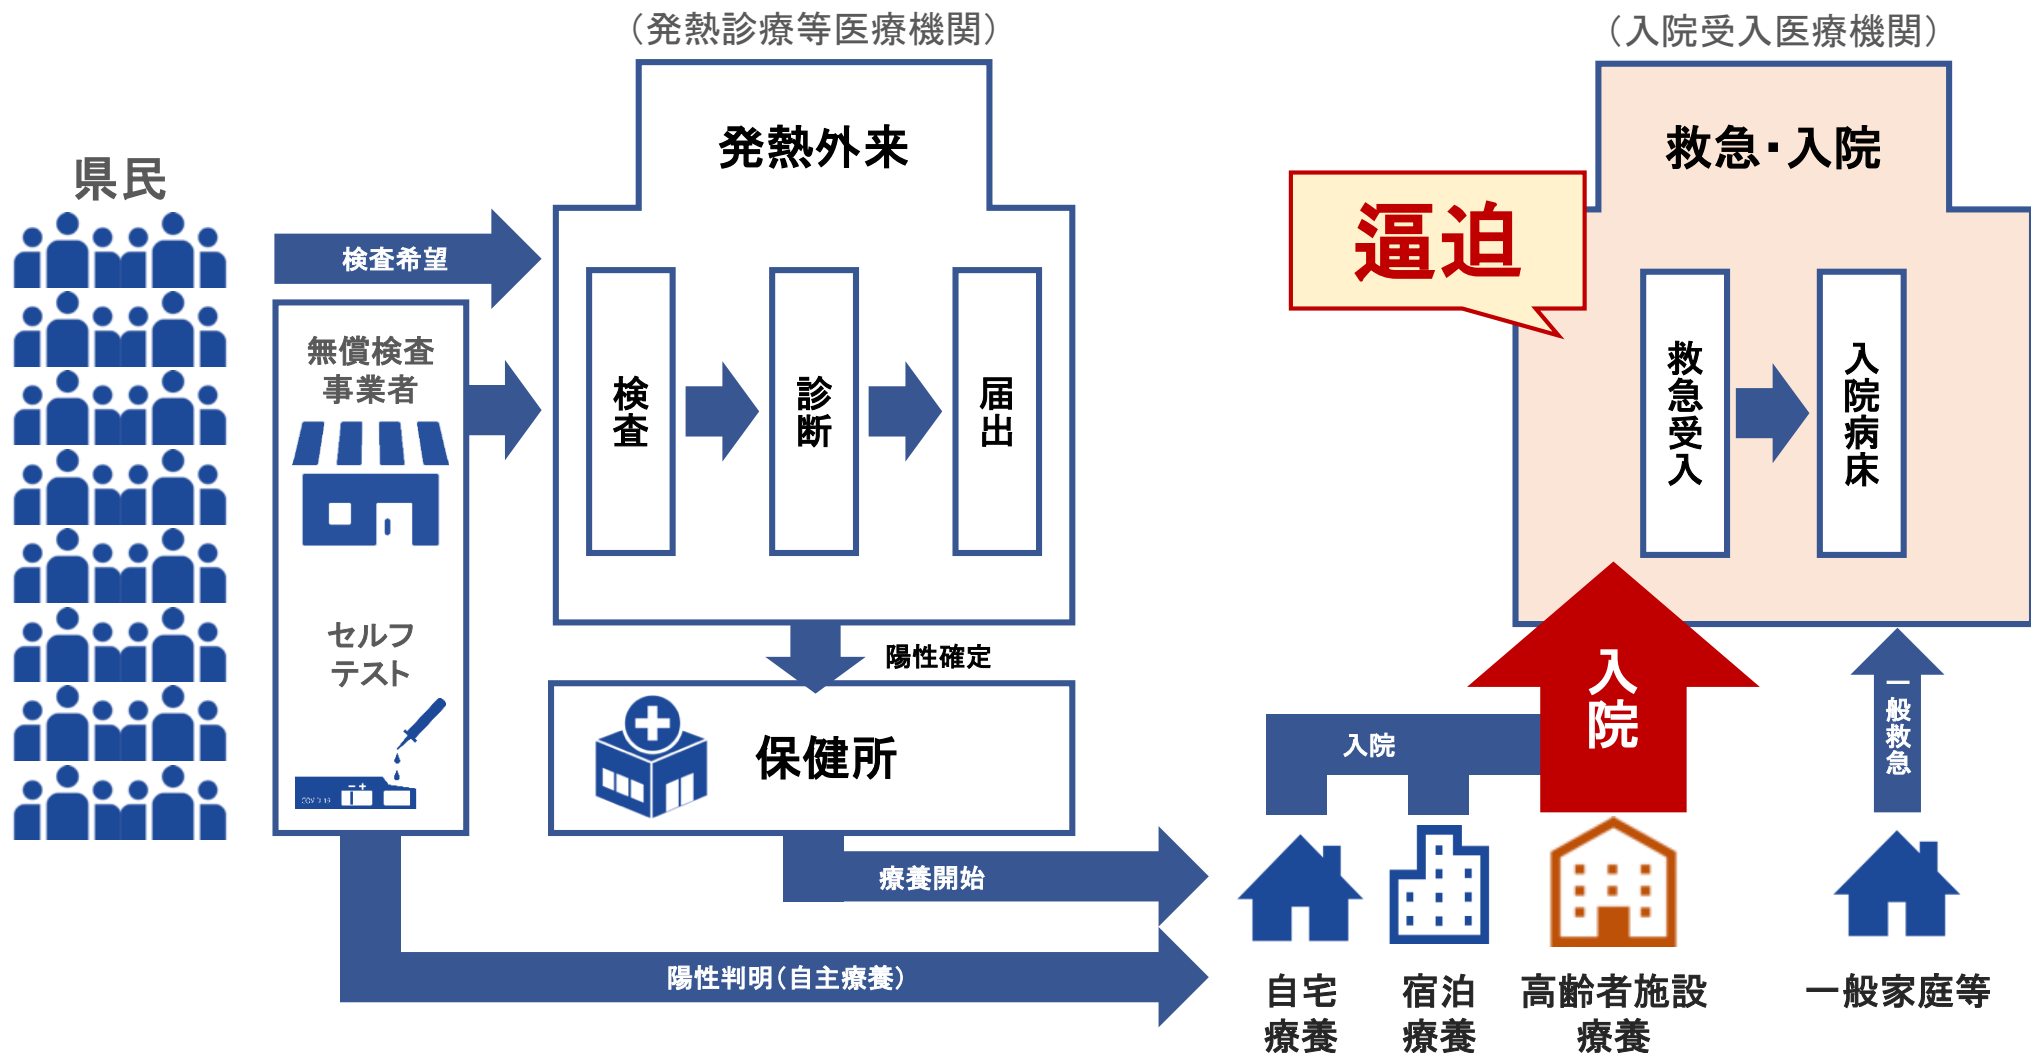 (発熱診療等医療機関)
(入院受入医療機関)
県民
発熱外来
救急・入院
逼迫
検査希望
無償検査
事業者
検査
診断
届出
救急受入
入院病床
セルフ
テスト
COVID-19
陽性確定
保健所
入院
入院
一般救急
療養開始
陽性判明(自主療養)
自宅
療養
宿泊
療養
高齢者施設
療養
一般家庭等